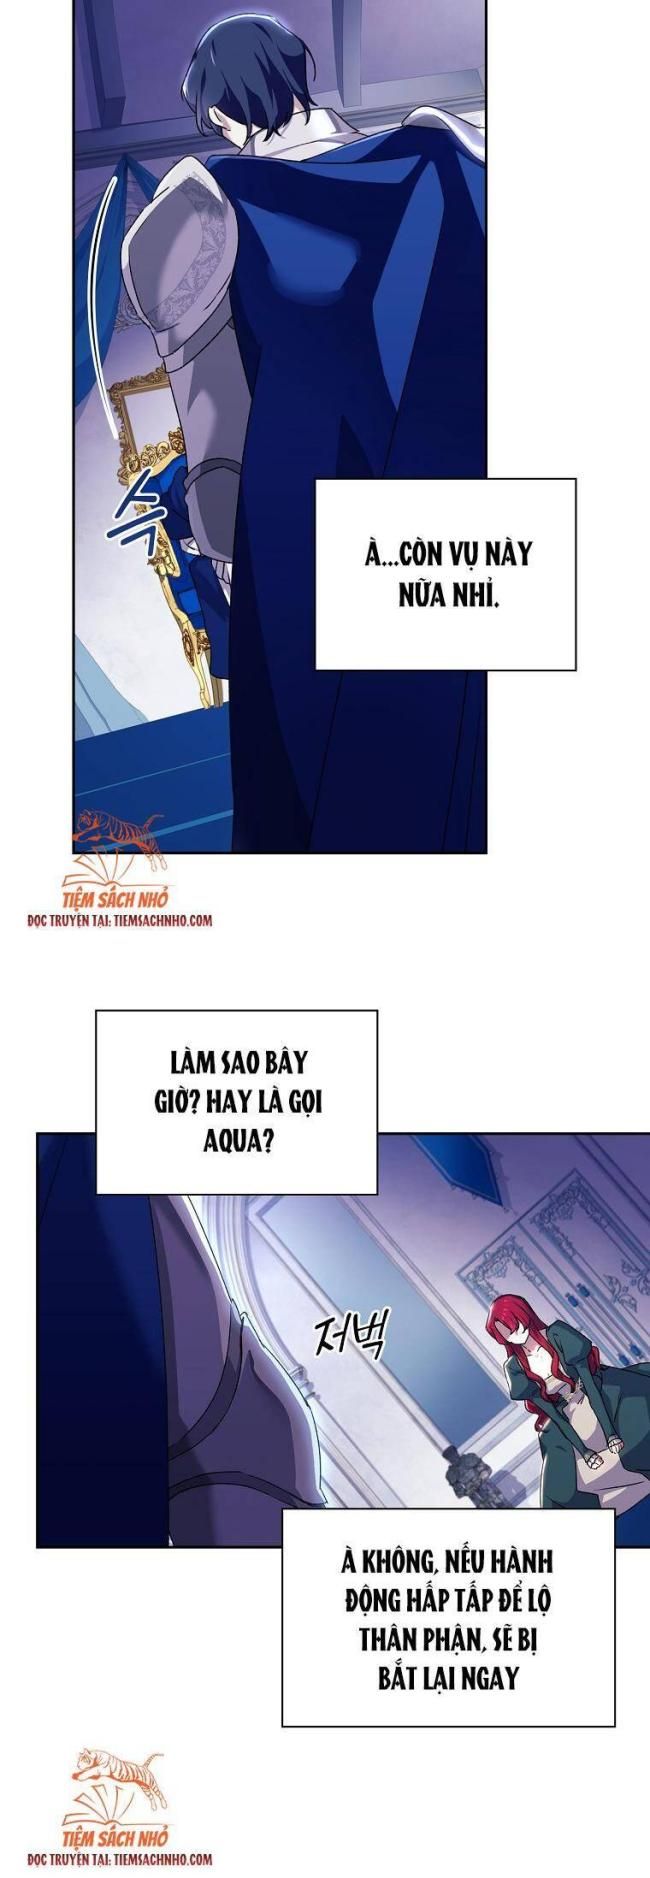 스윽
À...CÒN VỤ NÀY
NỮA NHỈ.
TIỆM SÁCH NHỎ
ĐỌC TRUYỆN TẠI: TIEMSACHNHO.COM
LÀM SAO BÂY
GIỜ? HAY LÀ GỌI
AQUA?
저벅
À KHÔNG, NẾU HÀNH
ĐỘNG HẤP TẤP ĐỂ LỘ
THÂN PHẬN, SẼ BỊ
BẮT LẠI NGAY
TIỆM SÁCH NHỎ
ĐỌC TRUYỆN TẠI: TIEMSACHNHO.COM